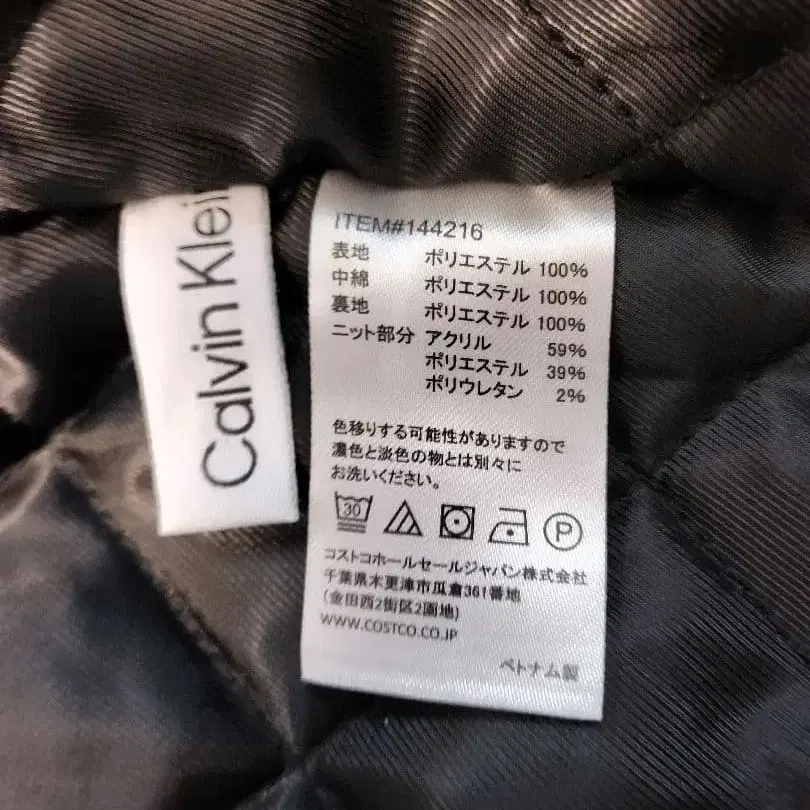 Calvin Klein
ITEM#144216
表地 ポリエステル 100%
中綿 ポリエステル 100%
裏地 ポリエステル 100%
ニット部分 アクリル 59%
ポリエステル 39%
ポリウレタン 2%
色移りする可能性がありますので
濃色と淡色の物とは別々に
お洗いください。
30
P
コストコホールセールジャパン株式会社
千葉県木更津市瓜倉361番地
(金田西2街区2画地)
WWW.COSTCO.CO.JP
ベトナム製